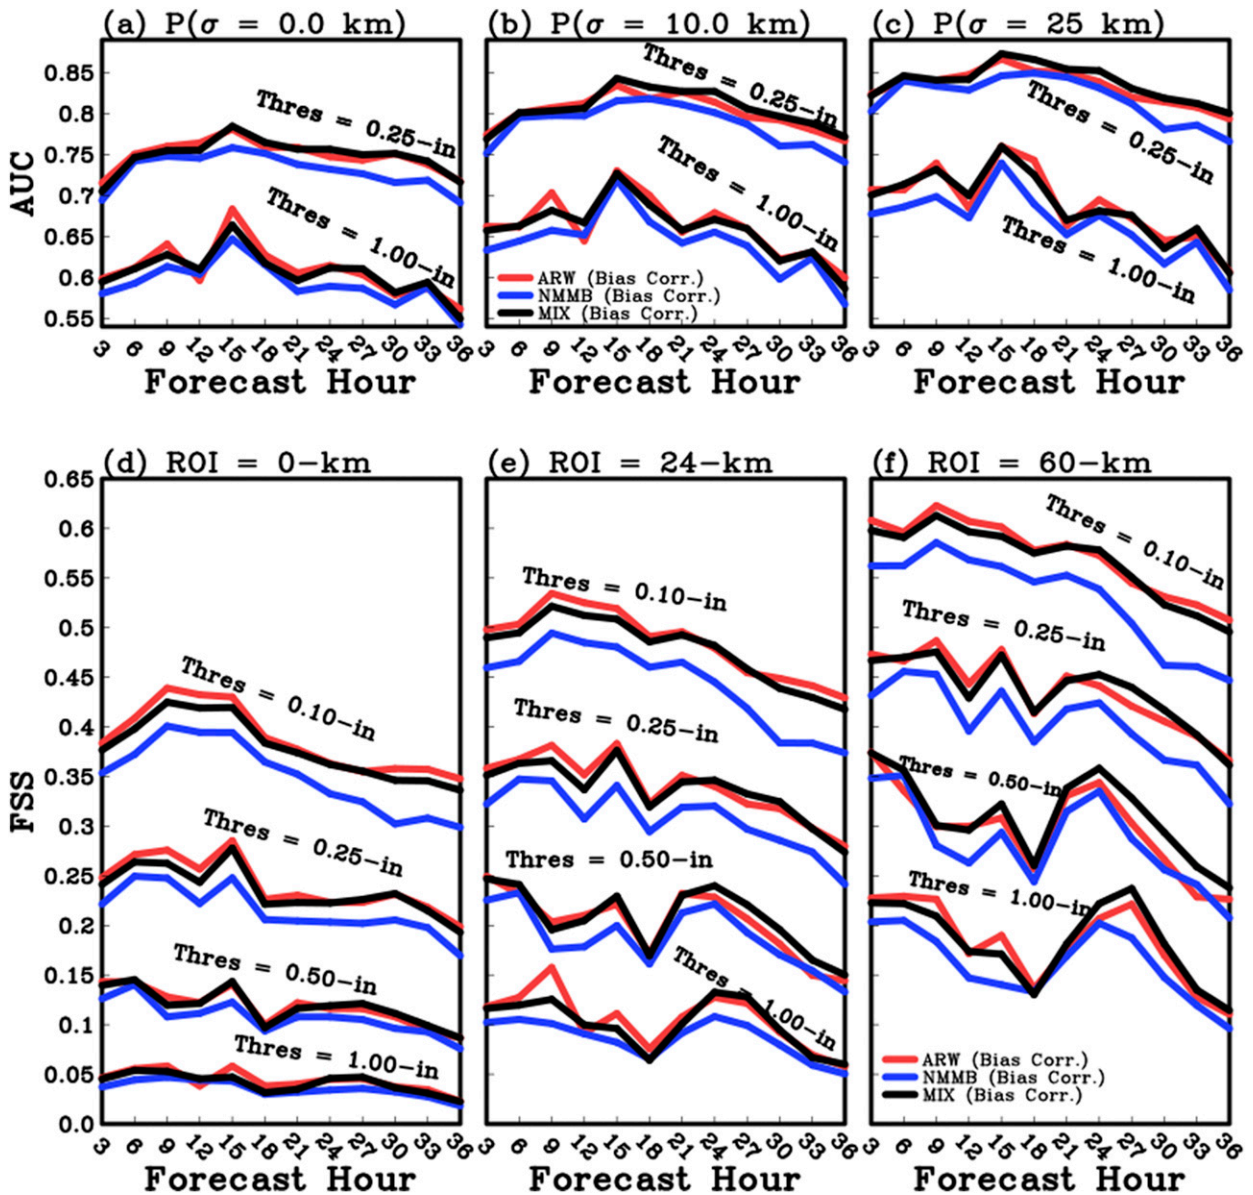 (a) P(σ = 0.0 km)
(b) P(σ = 10.0 km)
(c) P(σ = 25 km)
AUC
0.85
0.8
0.75
0.7
0.65
0.6
0.55
Thres = 0.25-in
Thres = 1.00-in
3 6 9 12 15 18 21 24 27 30 33 36
Forecast Hour
Thres = 0.25-in
Thres = 1.00-in
ARW (Bias Corr.)
NMMB (Bias Corr.)
MIX (Bias Corr.)
3 6 9 12 15 18 21 24 27 30 33 36
Forecast Hour
Thres = 0.25-in
Thres = 1.00-in
3 6 9 12 15 18 21 24 27 30 33 36
Forecast Hour
(d) ROI = 0-km
(e) ROI = 24-km
(f) ROI = 60-km
FSS
0.65
0.6
0.55
0.5
0.45
0.4
0.35
0.3
0.25
0.2
0.15
0.1
0.05
0.0
Thres = 0.10-in
Thres = 0.25-in
Thres = 0.50-in
Thres = 1.00-in
3 6 9 12 15 18 21 24 27 30 33 36
Forecast Hour
Thres = 0.10-in
Thres = 0.25-in
Thres = 0.50-in
Thres = 1.00-in
3 6 9 12 15 18 21 24 27 30 33 36
Forecast Hour
Thres = 0.10-in
Thres = 0.25-in
Thres = 0.50-in
Thres = 1.00-in
ARW (Bias Corr.)
NMMB (Bias Corr.)
MIX (Bias Corr.)
3 6 9 12 15 18 21 24 27 30 33 36
Forecast Hour